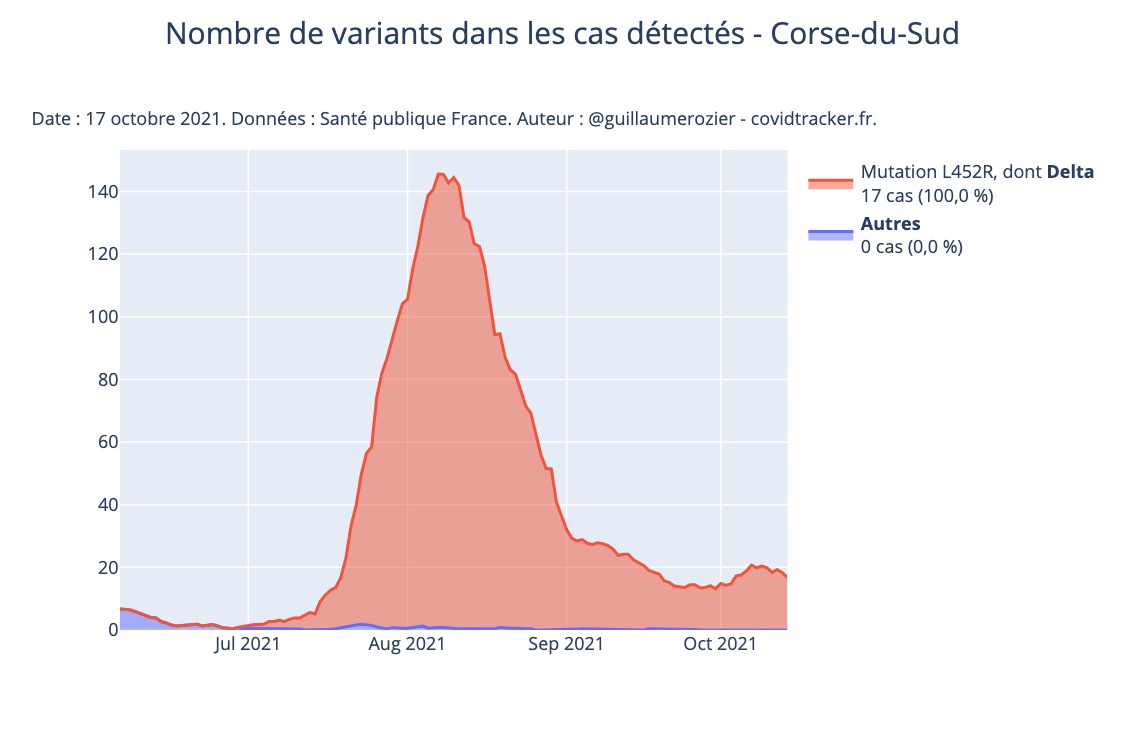 Nombre de variants dans les cas détectés - Corse-du-Sud
Date : 17 octobre 2021. Données : Santé publique France. Auteur : @guillaumerozier - covidtracker.fr.
Mutation L452R, dont Delta
17 cas (100,0 %)
Autres
0 cas (0,0 %)
140
120
100
80
60
40
20
0
Jul 2021
Aug 2021
Sep 2021
Oct 2021